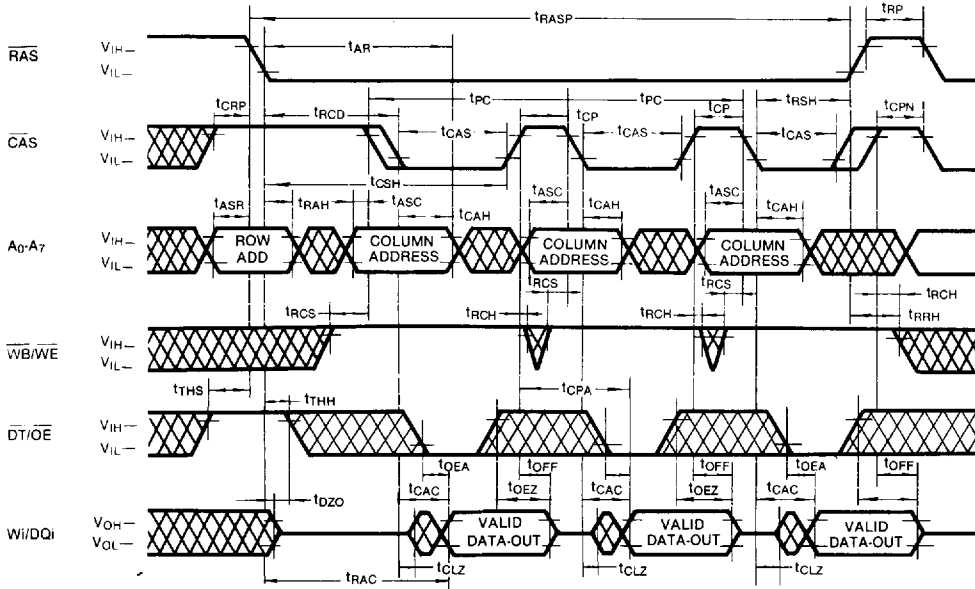 tRASP tRP
tAR
RAS VIH
VIL
tCRP tRCD tPC tPC tCP tRSH tCPN
tCP
CAS VIH tCAS tCAS tCAS
VIL
tCSH
tASR tRAH tASC tCAH tASC tCAH tASC tCAH
A0-A7 VIH ROW ADD COLUMN ADDRESS COLUMN ADDRESS COLUMN ADDRESS
VIL
tRCS tRCS tRCH
tRCS tRCH tRCH tRRH
WB/WE VIH
VIL
tTHS tTHH tCPA
DT/OE VIH
VIL
tOEA tOFF tOFF tOEA tOFF
tDZO tCAC tOEZ tCAC tOEZ tCAC
Wi/DQi VOH VALID DATA-OUT VALID DATA-OUT VALID DATA-OUT
VOL
tCLZ tCLZ tCLZ
tRAC